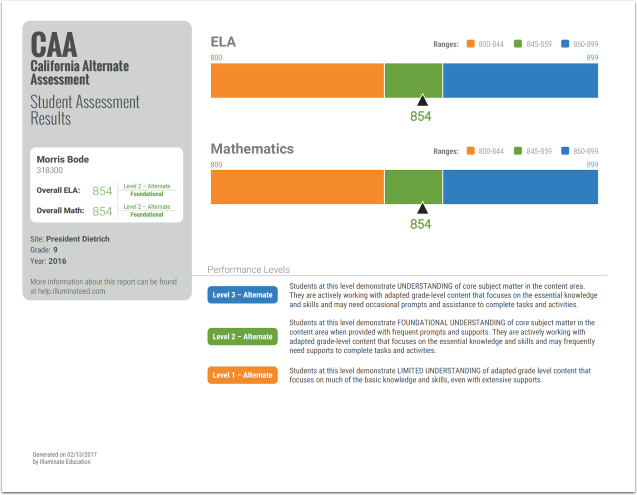 CAA
California Alternate
Assessment
Student Assessment
Results
Morris Bode
318300
Overall ELA: 854 Level 2 – Alternate
Foundational
Overall Math: 854 Level 2 – Alternate
Foundational
Site: President Dietrich
Grade: 9
Year: 2016
More information about this report can be found
at help.illuminateed.com.
ELA
Ranges: 800-844 845-859 860-899
800 899
854
Mathematics
Ranges: 800-844 845-859 860-899
800 899
854
Performance Levels
Level 3 – Alternate
Students at this level demonstrate UNDERSTANDING of core subject matter in the content area.
They are actively working with adapted grade-level content that focuses on the essential knowledge
and skills and may need occasional prompts and assistance to complete tasks and activities.
Level 2 – Alternate
Students at this level demonstrate FOUNDATIONAL UNDERSTANDING of core subject matter in the
content area when provided with frequent prompts and supports. They are actively working with
adapted grade-level content that focuses on the essential knowledge and skills and may frequently
need supports to complete tasks and activities.
Level 1 – Alternate
Students at this level demonstrate LIMITED UNDERSTANDING of adapted grade level content that
focuses on much of the basic knowledge and skills, even with extensive supports.
Generated on 02/13/2017
by Illuminate Education